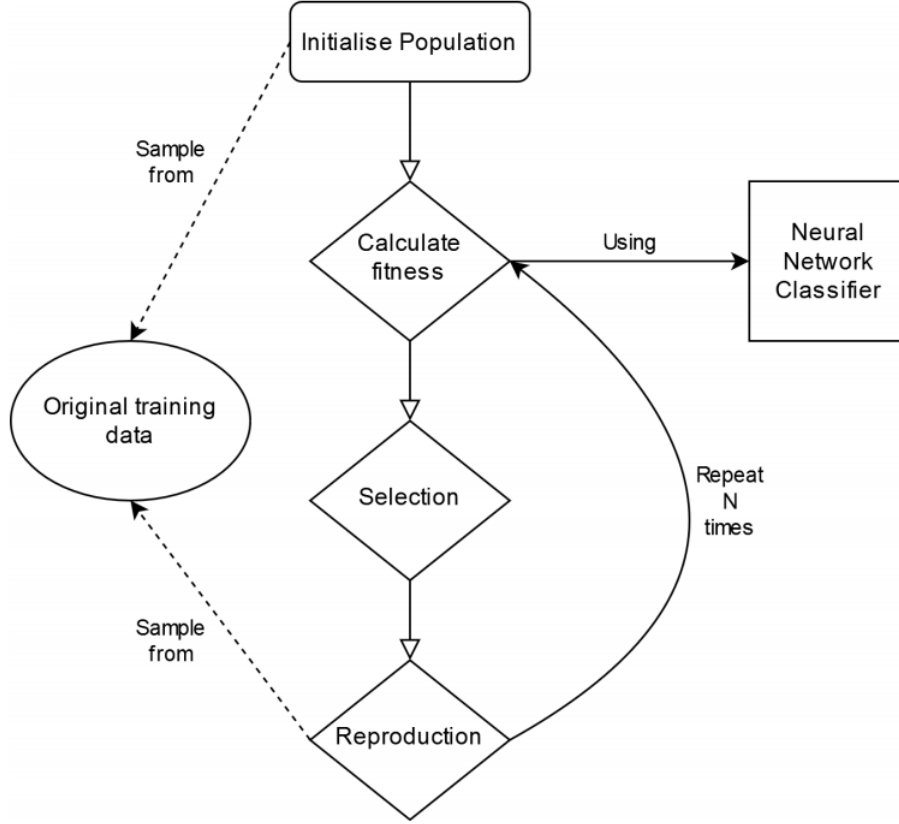 Initialise Population
Sample
from
Calculate
fitness
Using
Neural
Network
Classifier
Original training
data
Selection
Repeat
N
times
Sample
from
Reproduction